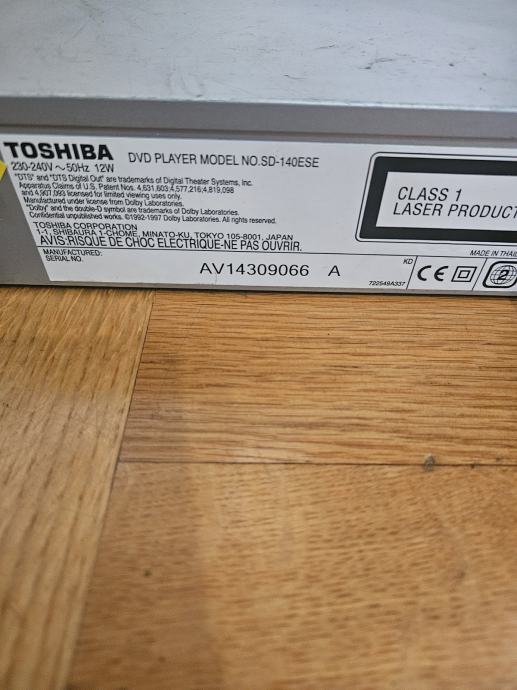 TOSHIBA DVD PLAYER MODEL NO.SD-140ESE
230-240V ~50Hz 12W
"DTS" and "DTS Digital Out" are trademarks of Digital Theater Systems, Inc.
Apparatus Claims of U.S. Patent Nos. 4,631,603;4,577,216;4,819,098
and 4,907,093 licensed for limited viewing uses only.
Manufactured under license from Dolby Laboratories.
"Dolby" and the double-D symbol are trademarks of Dolby Laboratories.
Confidential unpublished works. ©1992-1997 Dolby Laboratories. All rights reserved.
TOSHIBA CORPORATION
1-1, SHIBAURA 1-CHOME, MINATO-KU, TOKYO 105-8001, JAPAN
AVIS:RISQUE DE CHOC ELECTRIQUE-NE PAS OUVRIR.
CLASS 1
LASER PRODUCT
MANUFACTURED:
SERIAL NO.
AV14309066 A
KD
722549A337
MADE IN THAI
CE
2